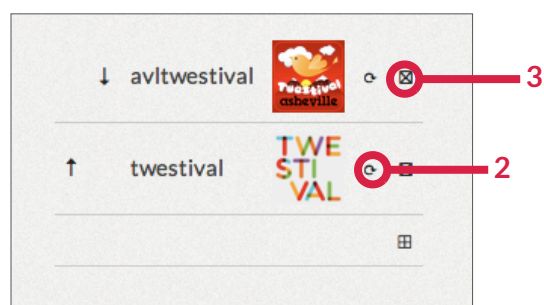 ↓ avltwestival Twestival asheville ⟳ ☒ 3
↑ twestival TWE STI VAL ⟳ ☒ 2
⊞